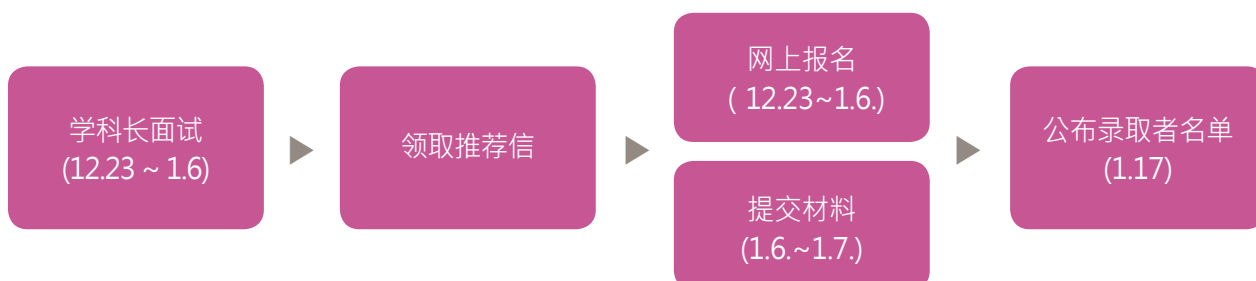 学科长面试
(12.23 ~ 1.6)
领取推荐信
网上报名
( 12.23~1.6.)
提交材料
(1.6.~1.7.)
公布录取者名单
(1.17)